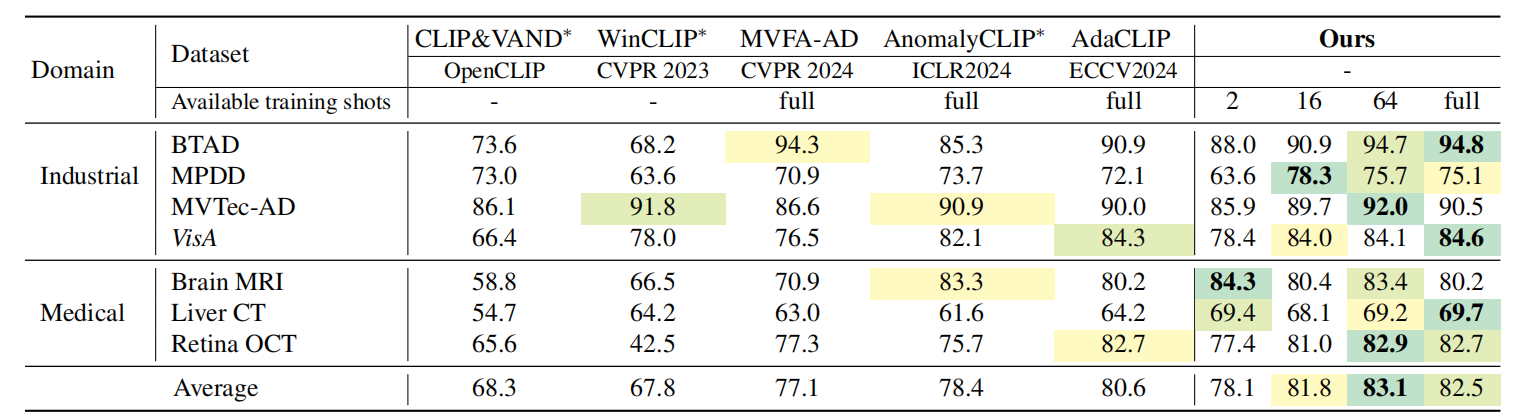 Domain Dataset CLIP&VAND* WinCLIP* MVFA-AD AnomalyCLIP* AdaCLIP Ours
OpenCLIP CVPR 2023 CVPR 2024 ICLR2024 ECCV2024 -
Available training shots - - full full full 2 16 64 full
Industrial BTAD 73.6 68.2 94.3 85.3 90.9 88.0 90.9 94.7 94.8
MPDD 73.0 63.6 70.9 73.7 72.1 63.6 78.3 75.7 75.1
MVTec-AD 86.1 91.8 86.6 90.9 90.0 85.9 89.7 92.0 90.5
VisA 66.4 78.0 76.5 82.1 84.3 78.4 84.0 84.1 84.6
Medical Brain MRI 58.8 66.5 70.9 83.3 80.2 84.3 80.4 83.4 80.2
Liver CT 54.7 64.2 63.0 61.6 64.2 69.4 68.1 69.2 69.7
Retina OCT 65.6 42.5 77.3 75.7 82.7 77.4 81.0 82.9 82.7
Average 68.3 67.8 77.1 78.4 80.6 78.1 81.8 83.1 82.5